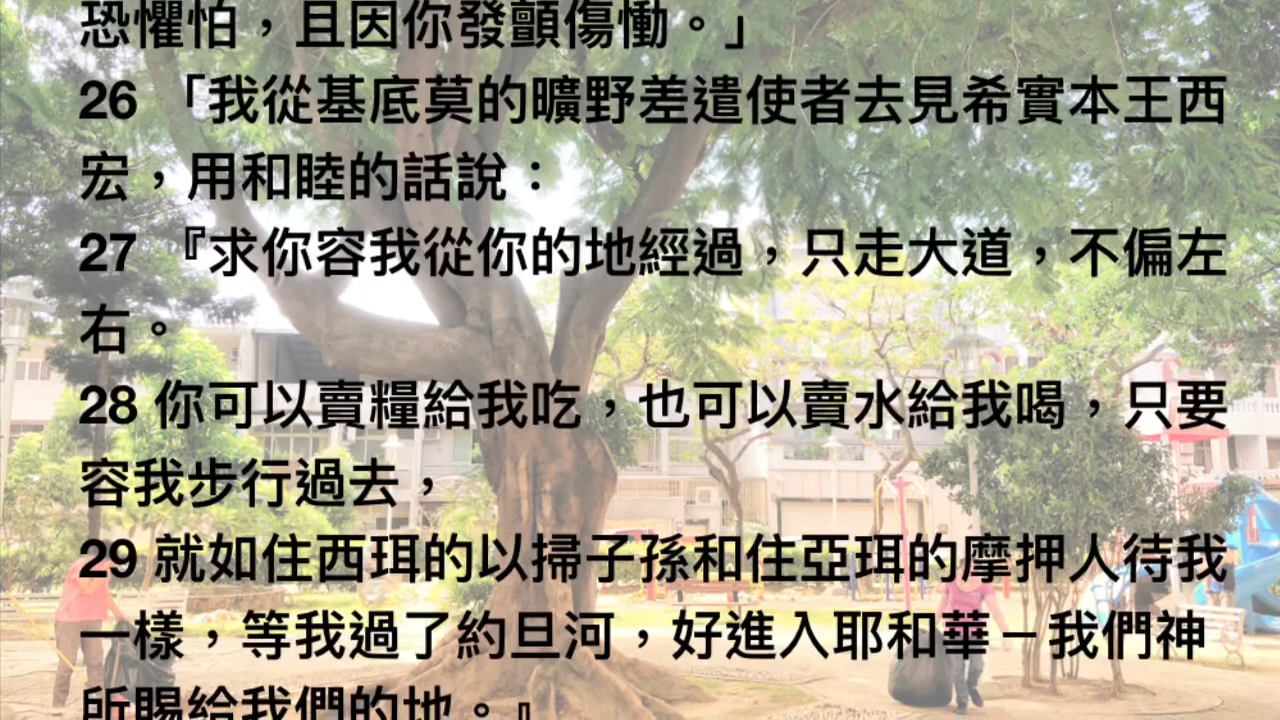 恐懼怕，且因你發顫傷慟。」
26 「我從基底莫的曠野差遣使者去見希實本王西
宏，用和睦的話說：
27 『求你容我從你的地經過，只走大道，不偏左
右。
28 你可以賣糧給我吃，也可以賣水給我喝，只要
容我步行過去，
29 就如住西珥的以掃子孫和住亞珥的摩押人待我
一樣，等我過了約旦河，好進入耶和華－我們神
所賜給我們的地。』